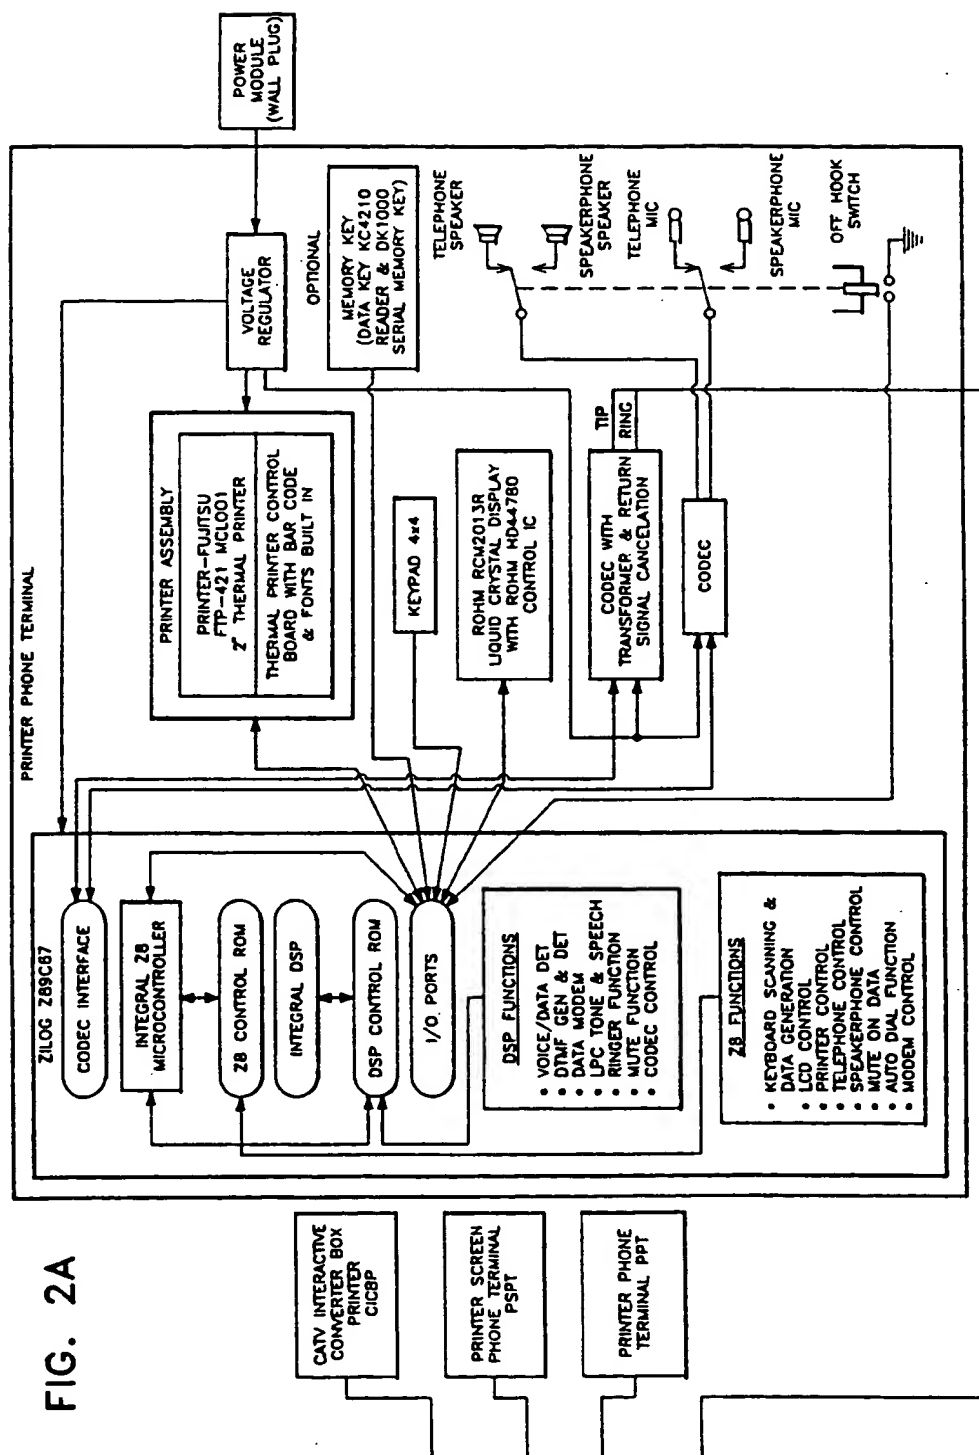 FIG. 2A
PRINTER PHONE TERMINAL
POWER
MODULE
(WALL PLUG)
VOLTAGE
REGULATOR
OPTIONAL
MEMORY KEY
(DATA KEY KC4210
READER & DK1000
SERIAL MEMORY KEY)
PRINTER ASSEMBLY
PRINTER-FUJITSU
FTP-421 MCL001
2" THERMAL PRINTER
THERMAL PRINTER CONTROL
BOARD WITH BAR CODE
& FONTS BUILT IN
KEYPAD 4x4
ROHM RCM2013R
LIQUID CRYSTAL DISPLAY
WITH ROHM HD44780
CONTROL IC
CODEC WITH
TRANSFORMER & RETURN
SIGNAL CANCELATION
TIP
RING
CODEC
TELEPHONE
SPEAKER
SPEAKERPHONE
SPEAKER
TELEPHONE
MIC
SPEAKERPHONE
MIC
OFF HOOK
SWITCH
ZILOG Z89C67
CODEC INTERFACE
INTEGRAL Z8
MICROCONTROLLER
Z8 CONTROL ROM
INTEGRAL DSP
DSP CONTROL ROM
I/O PORTS
DSP FUNCTIONS
• VOICE/DATA DET
• DTMF GEN & DET
• DATA MODEM
• LPC TONE & SPEECH
• RINGER FUNCTION
• MUTE FUNCTION
• CODEC CONTROL
Z8 FUNCTIONS
• KEYBOARD SCANNING &
DATA GENERATION
• LCD CONTROL
• PRINTER CONTROL
• TELEPHONE CONTROL
• SPEAKERPHONE CONTROL
• MUTE ON DATA
• AUTO DIAL FUNCTION
• MODEM CONTROL
CATV INTERACTIVE
CONVERTER BOX
PRINTER
CICBP
PRINTER SCREEN
PHONE TERMINAL
PSPT
PRINTER PHONE
TERMINAL PPT